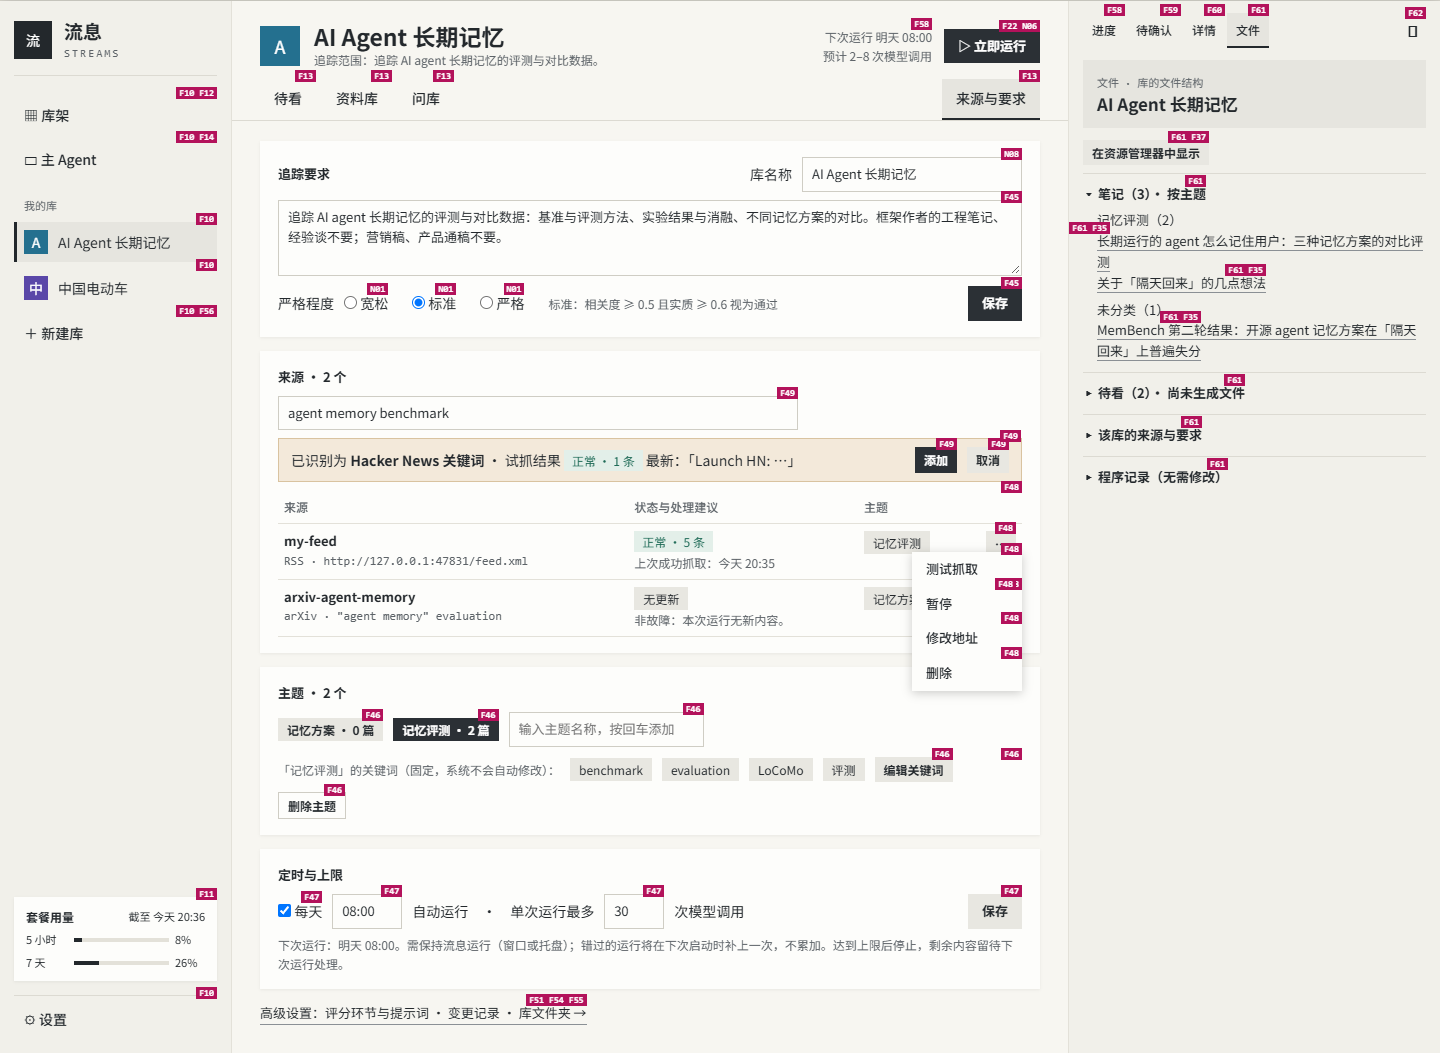 流
流息
STREAMS
F10 F12
库架
F10 F14
主 Agent
我的库
F10
A AI Agent 长期记忆
F10
中 中国电动车
F10 F56
＋ 新建库
F11
套餐用量 截至 今天 20:36
5 小时 8%
7 天 26%
F10
设置
A
AI Agent 长期记忆
追踪范围：追踪 AI agent 长期记忆的评测与对比数据。
F58
下次运行 明天 08:00
预计 2–8 次模型调用
F22 N06
▷ 立即运行
F13 F13 F13 F13
待看 资料库 问库 来源与要求
N08
追踪要求 库名称 AI Agent 长期记忆
F45
追踪 AI agent 长期记忆的评测与对比数据：基准与评测方法、实验结果与消融、不同记忆方案的对比。框架作者的工程笔记、
经验谈不要；营销稿、产品通稿不要。
N01 N01 N01 F45
严格程度 宽松 标准 严格 标准：相关度 ≥ 0.5 且实质 ≥ 0.6 视为通过 保存
来源 · 2 个
F49
agent memory benchmark
F49 F49 F49
已识别为 Hacker News 关键词 · 试抓结果 正常 · 1 条 最新：「Launch HN: …」 添加 取消
F48
来源 状态与处理建议 主题
F48
my-feed 正常 · 5 条 记忆评测
RSS · http://127.0.0.1:47831/feed.xml 上次成功抓取：今天 20:35
arxiv-agent-memory 无更新 记忆方
arXiv · "agent memory" evaluation 非故障：本次运行无新内容。
F48
测试抓取
F48
暂停
F48
修改地址
F48
删除
主题 · 2 个
F46 F46 F46
记忆方案 · 0 篇 记忆评测 · 2 篇 输入主题名称，按回车添加
F46 F46
「记忆评测」的关键词（固定，系统不会自动修改）： benchmark evaluation LoCoMo 评测 编辑关键词
F46
删除主题
定时与上限
F47 F47 F47 F47
每天 08:00 自动运行 · 单次运行最多 30 次模型调用 保存
下次运行：明天 08:00。需保持流息运行（窗口或托盘）；错过的运行将在下次启动时补上一次，不累加。达到上限后停止，剩余内容留待下
次运行处理。
F51 F54 F55
高级设置：评分环节与提示词 · 变更记录 · 库文件夹 →
F58 F59 F60 F61 F62
进度 待确认 详情 文件
文件 · 库的文件结构
AI Agent 长期记忆
F61 F37
在资源管理器中显示
F61
笔记（3）· 按主题
记忆评测（2）
F61 F35
长期运行的 agent 怎么记住用户：三种记忆方案的对比评
测
F61 F35
关于「隔天回来」的几点想法
未分类（1）
F61 F35
MemBench 第二轮结果：开源 agent 记忆方案在「隔天
回来」上普遍失分
F61
待看（2）· 尚未生成文件
F61
该库的来源与要求
F61
程序记录（无需修改）